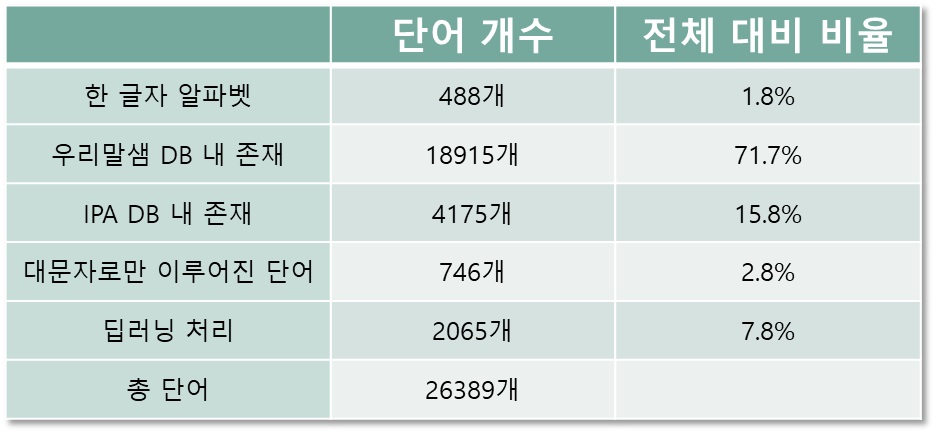 단어 개수 전체 대비 비율
한 글자 알파벳 488개 1.8%
우리말샘 DB 내 존재 18915개 71.7%
IPA DB 내 존재 4175개 15.8%
대문자로만 이루어진 단어 746개 2.8%
딥러닝 처리 2065개 7.8%
총 단어 26389개